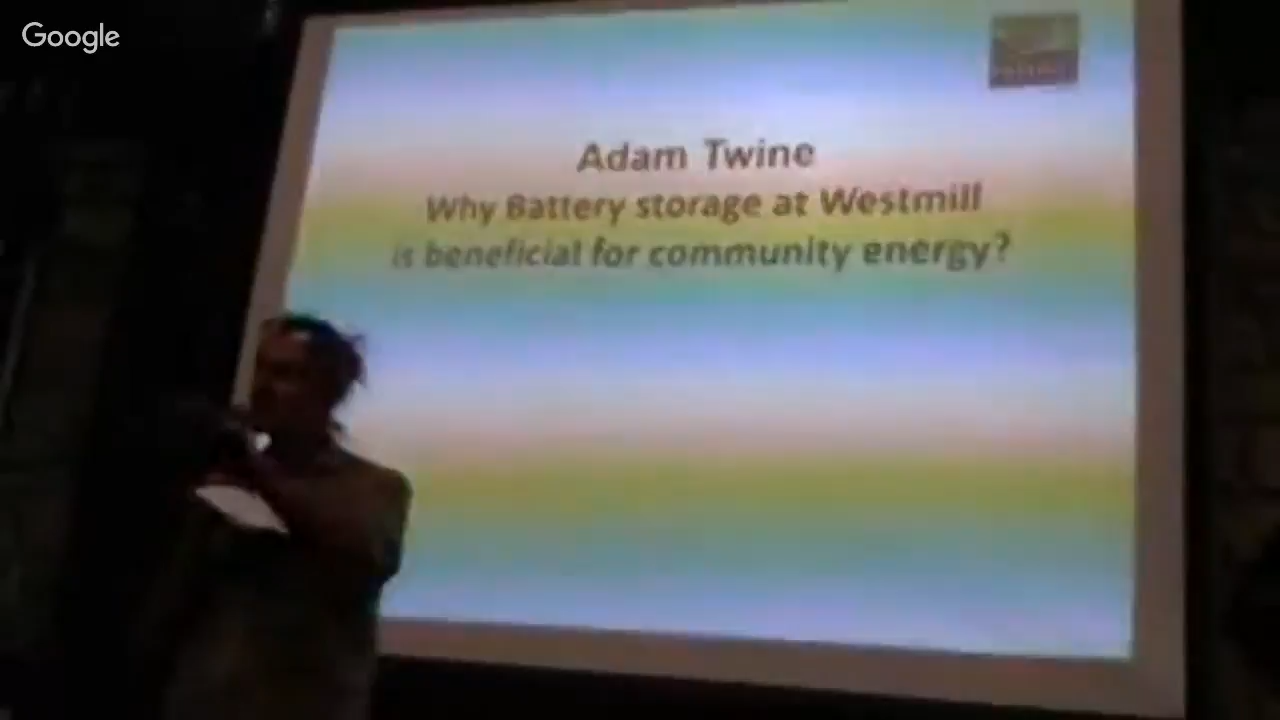 Google
Adam Twine
Why Battery storage at Westmill
is beneficial for community energy?